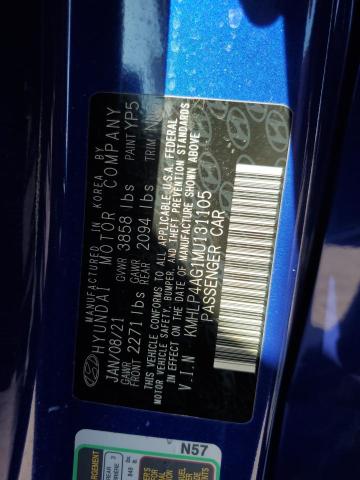 MANUFACTURED IN KOREA BY
HYUNDAI MOTOR COMPANY
JAN/08/21 GVWR 3858 lbs PAINT YP5
GAWR FRONT 2271 lbs GAWR REAR 2094 lbs TRIM
THIS VEHICLE CONFORMS TO ALL APPLICABLE U.S.A. FEDERAL
MOTOR VEHICLE SAFETY, BUMPER, AND THEFT PREVENTION STANDARDS
IN EFFECT ON THE DATE OF MANUFACTURE SHOWN ABOVE
V.I.N KMHLP4AG1MU131105
PASSENGER CAR
N57